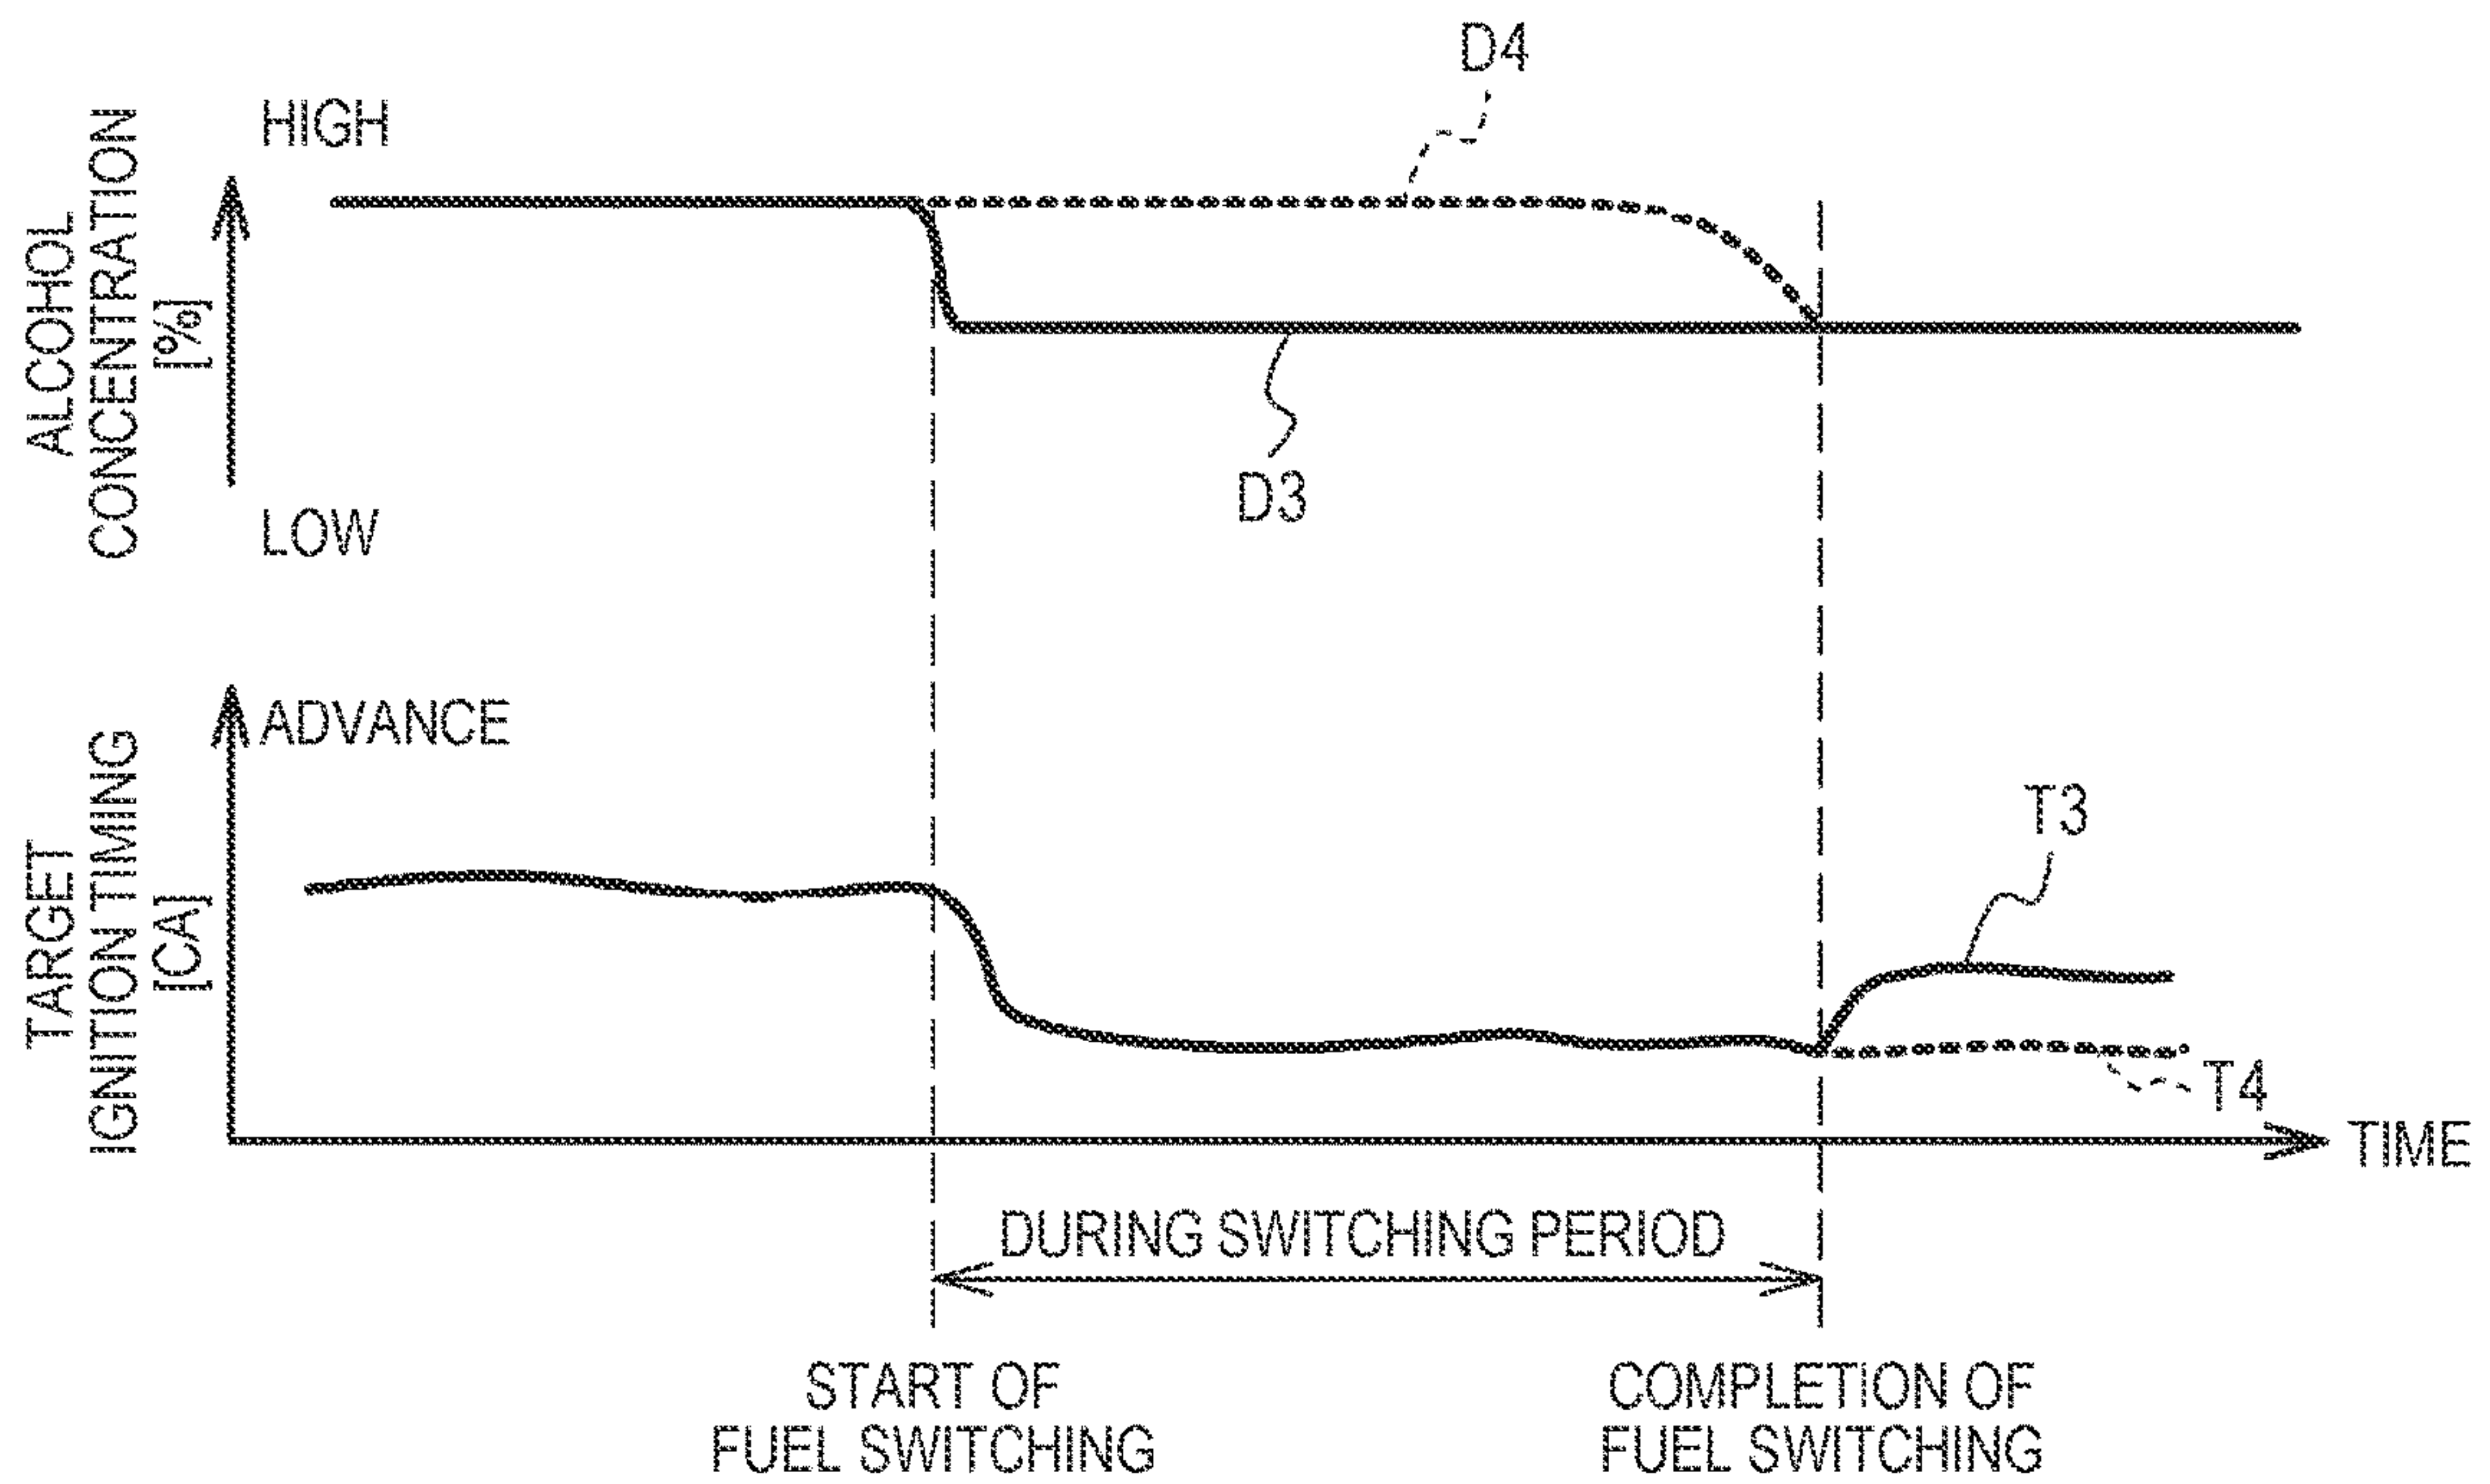 D4
HIGH
ALCOHOL
CONCENTRATION
[%]
D3
LOW
ADVANCE
TARGET
IGNITION TIMING
[CA]
T3
T4
TIME
DURING SWITCHING PERIOD
START OF
FUEL SWITCHING
COMPLETION OF
FUEL SWITCHING